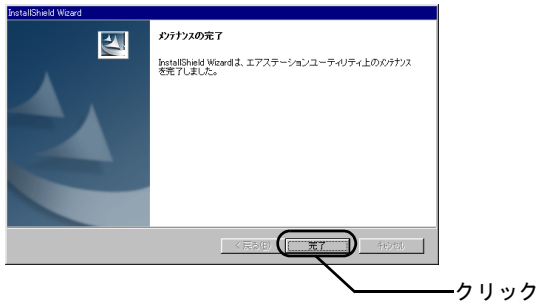 InstallShield Wizard
メンテナンスの完了
InstallShield Wizardは、エアステーションユーティリティ上のメンテナンス
を完了しました。
< 戻る(B)
完了
キャンセル
クリック